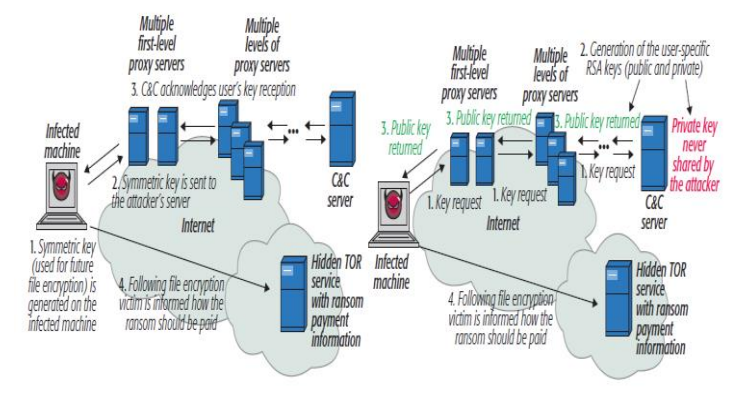 Multiple
first-level
proxy servers
Multiple
levels of
proxy servers
3. C&C acknowledges user's key reception
...
Infected
machine
2. Symmetric key is sent to
the attacker's server
C&C
server
Internet
1. Symmetric key
(used for future
file encryption) is
generated on the
infected machine
4. Following file encryption
victim is informed how the
ransom should be paid
Hidden TOR
service
with ransom
payment
information
Multiple
first-level
proxy servers
Multiple
levels of
proxy servers
2. Generation of the user-specific
RSA keys (public and private)
3. Public key
returned
3. Public key returned
3. Public key returned
...
Private key
never
shared by
the attacker
1. Key request
1. Key request
1. Key request
C&C
server
Internet
Infected
machine
4. Following file encryption
victim is informed how the
ransom should be paid
Hidden TOR
service
with ransom
payment
information